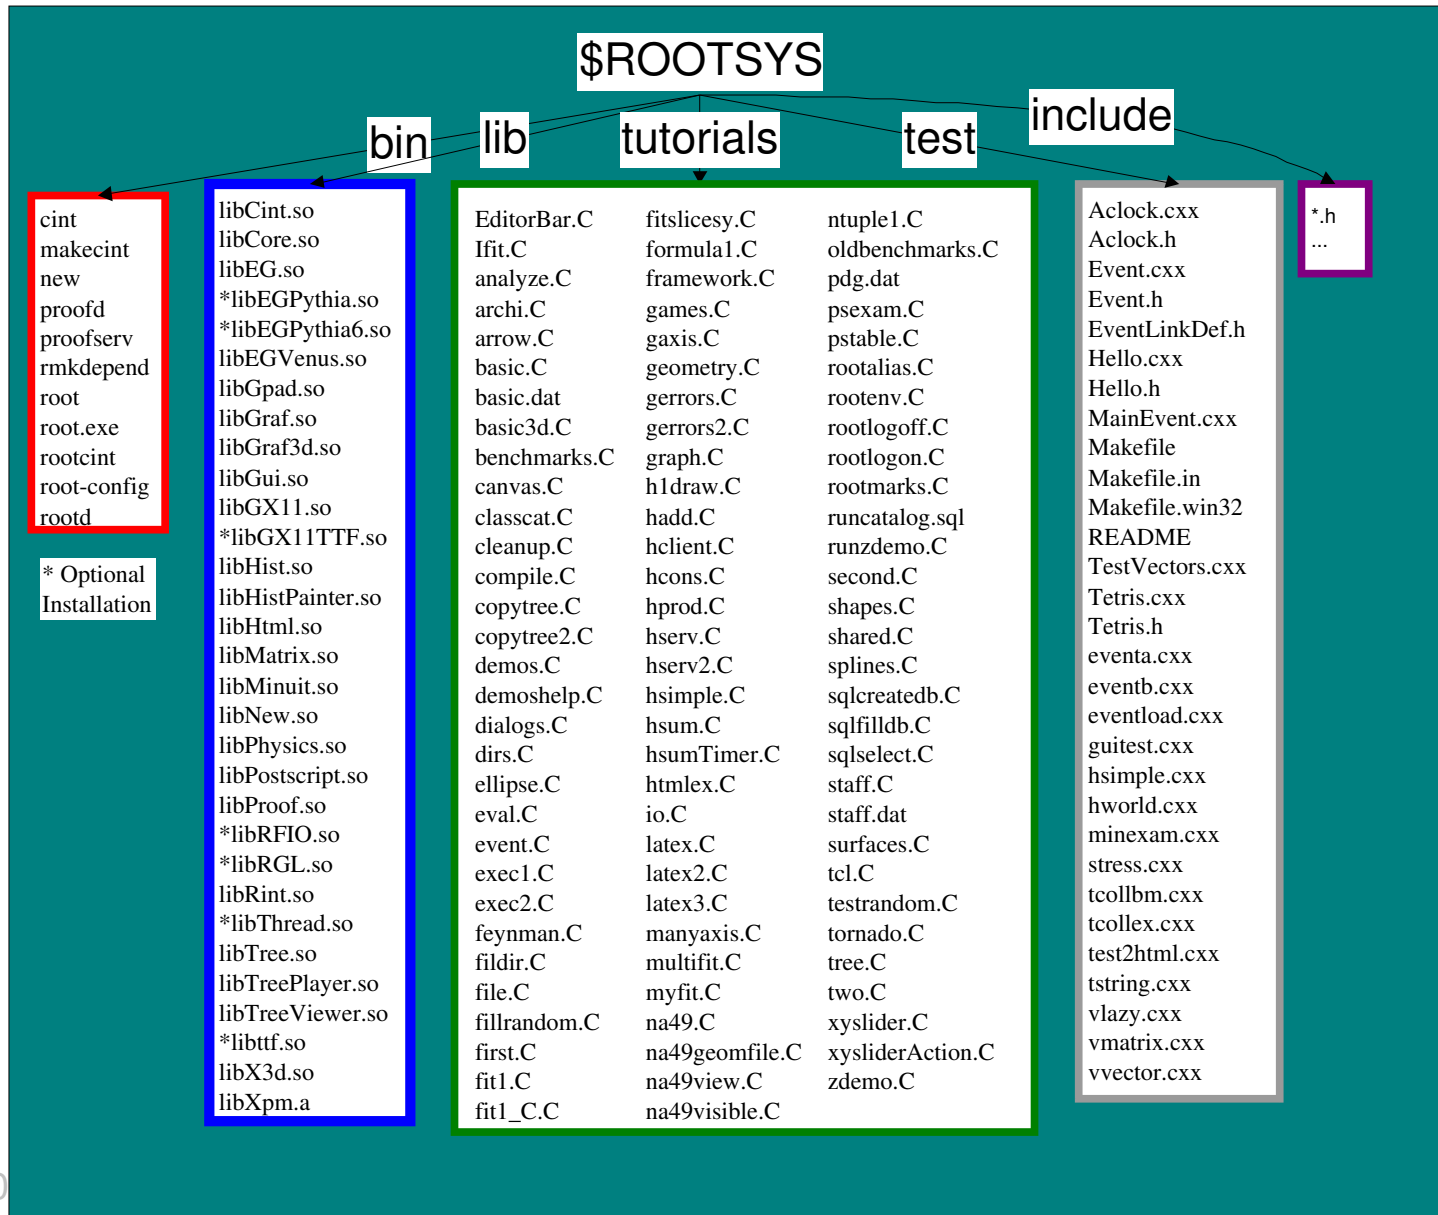 $ROOTSYS
bin
lib
tutorials
test
include
cint
makecint
new
proofd
proofserv
rmkdepend
root
root.exe
rootcint
root-config
rootd
* Optional
Installation
libCint.so
libCore.so
libEG.so
*libEGPythia.so
*libEGPythia6.so
libEGVenus.so
libGpad.so
libGraf.so
libGraf3d.so
libGui.so
libGX11.so
*libGX11TTF.so
libHist.so
libHistPainter.so
libHtml.so
libMatrix.so
libMinuit.so
libNew.so
libPhysics.so
libPostscript.so
libProof.so
*libRFIO.so
*libRGL.so
libRint.so
*libThread.so
libTree.so
libTreePlayer.so
libTreeViewer.so
*libttf.so
libX3d.so
libXpm.a
EditorBar.C
Ifit.C
analyze.C
archi.C
arrow.C
basic.C
basic.dat
basic3d.C
benchmarks.C
canvas.C
classcat.C
cleanup.C
compile.C
copytree.C
copytree2.C
demos.C
demoshelp.C
dialogs.C
dirs.C
ellipse.C
eval.C
event.C
exec1.C
exec2.C
feynman.C
fildir.C
file.C
fillrandom.C
first.C
fit1.C
fit1_C.C
fitslicesy.C
formula1.C
framework.C
games.C
gaxis.C
geometry.C
gerrors.C
gerrors2.C
graph.C
h1draw.C
hadd.C
hclient.C
hcons.C
hprod.C
hserv.C
hserv2.C
hsimple.C
hsum.C
hsumTimer.C
htmlex.C
io.C
latex.C
latex2.C
latex3.C
manyaxis.C
multifit.C
myfit.C
na49.C
na49geomfile.C
na49view.C
na49visible.C
ntuple1.C
oldbenchmarks.C
pdg.dat
psexam.C
pstable.C
rootalias.C
rootenv.C
rootlogoff.C
rootlogon.C
rootmarks.C
runcatalog.sql
runzdemo.C
second.C
shapes.C
shared.C
splines.C
sqlcreatedb.C
sqlfilldb.C
sqlselect.C
staff.C
staff.dat
surfaces.C
tcl.C
testrandom.C
tornado.C
tree.C
two.C
xyslider.C
xysliderAction.C
zdemo.C
Aclock.cxx
Aclock.h
Event.cxx
Event.h
EventLinkDef.h
Hello.cxx
Hello.h
MainEvent.cxx
Makefile
Makefile.in
Makefile.win32
README
TestVectors.cxx
Tetris.cxx
Tetris.h
eventa.cxx
eventb.cxx
eventload.cxx
guitest.cxx
hsimple.cxx
hworld.cxx
minexam.cxx
stress.cxx
tcollbm.cxx
tcollex.cxx
test2html.cxx
tstring.cxx
vlazy.cxx
vmatrix.cxx
vvector.cxx
*.h
...